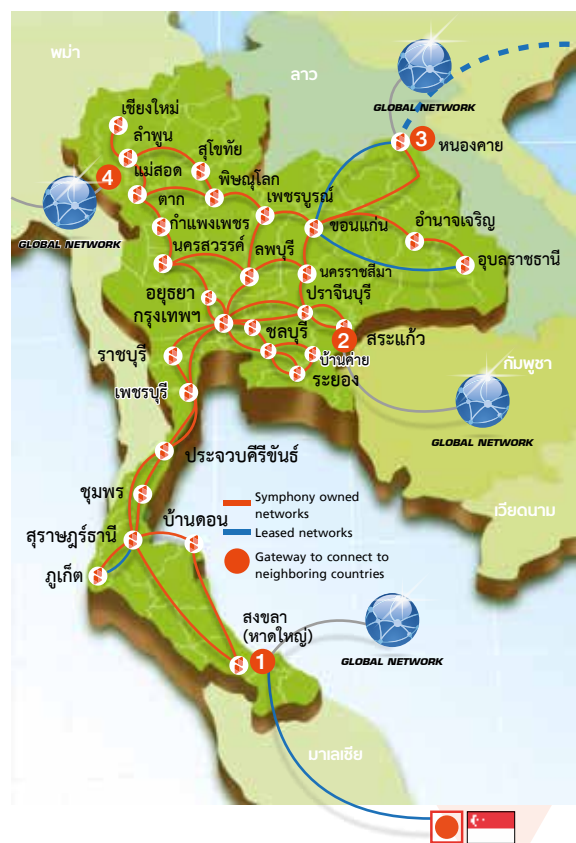 พม่า
ลาว
GLOBAL NETWORK
เชียงใหม่
ลำพูน
สุโขทัย
3
หนองคาย
แม่สอด
4
พิษณุโลก
ตาก
เพชรบูรณ์
กำแพงเพชร
ขอนแก่น
อำนาจเจริญ
GLOBAL NETWORK
นครสวรรค์
ลพบุรี
นครราชสีมา
อุบลราชธานี
อยุธยา
ปราจีนบุรี
กรุงเทพฯ
ชลบุรี
2
สระแก้ว
ราชบุรี
บ้านค่าย
กัมพูชา
เพชรบุรี
ระยอง
GLOBAL NETWORK
ประจวบคีรีขันธ์
ชุมพร
Symphony owned
networks
เวียดนาม
สุราษฎร์ธานี
บ้านดอน
Leased networks
Gateway to connect to
neighboring countries
ภูเก็ต
สงขลา
(หาดใหญ่)
1
GLOBAL NETWORK
มาเลเซีย